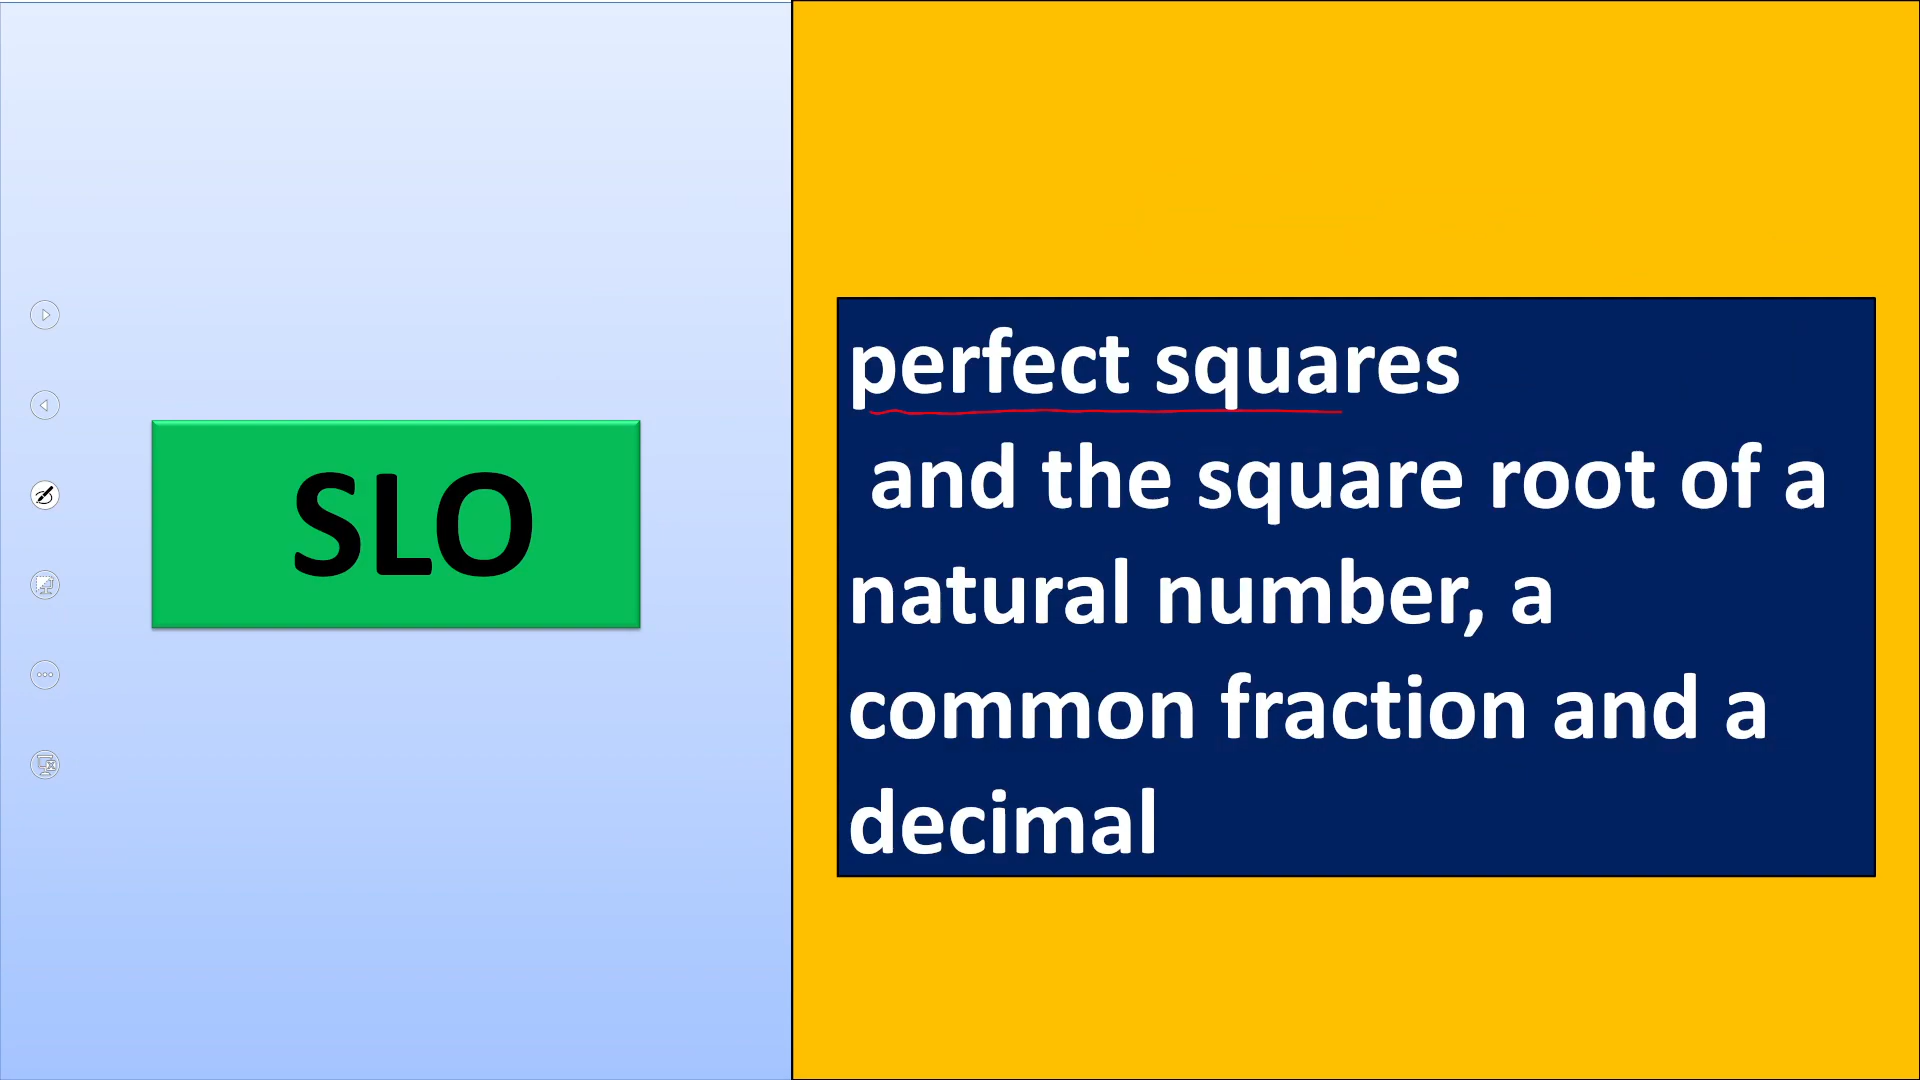 SLO
perfect squares
and the square root of a
natural number, a
common fraction and a
decimal